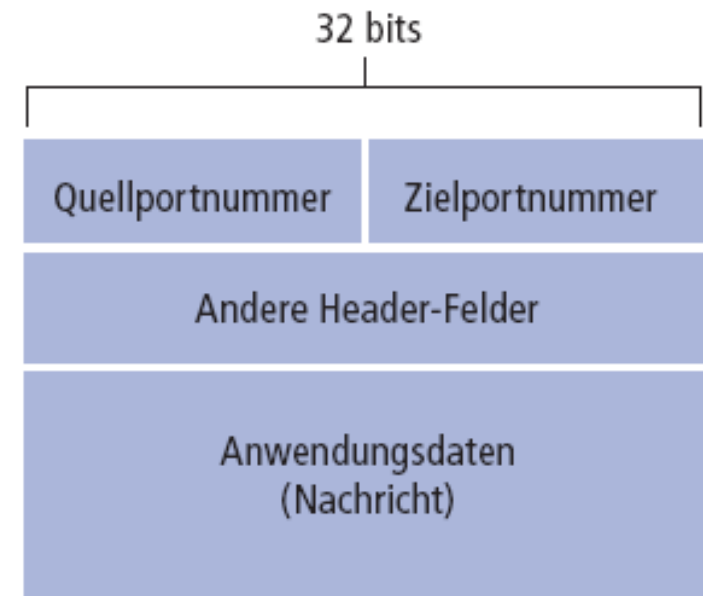 32 bits
Quellportnummer
Zielportnummer
Andere Header-Felder
Anwendungsdaten
(Nachricht)